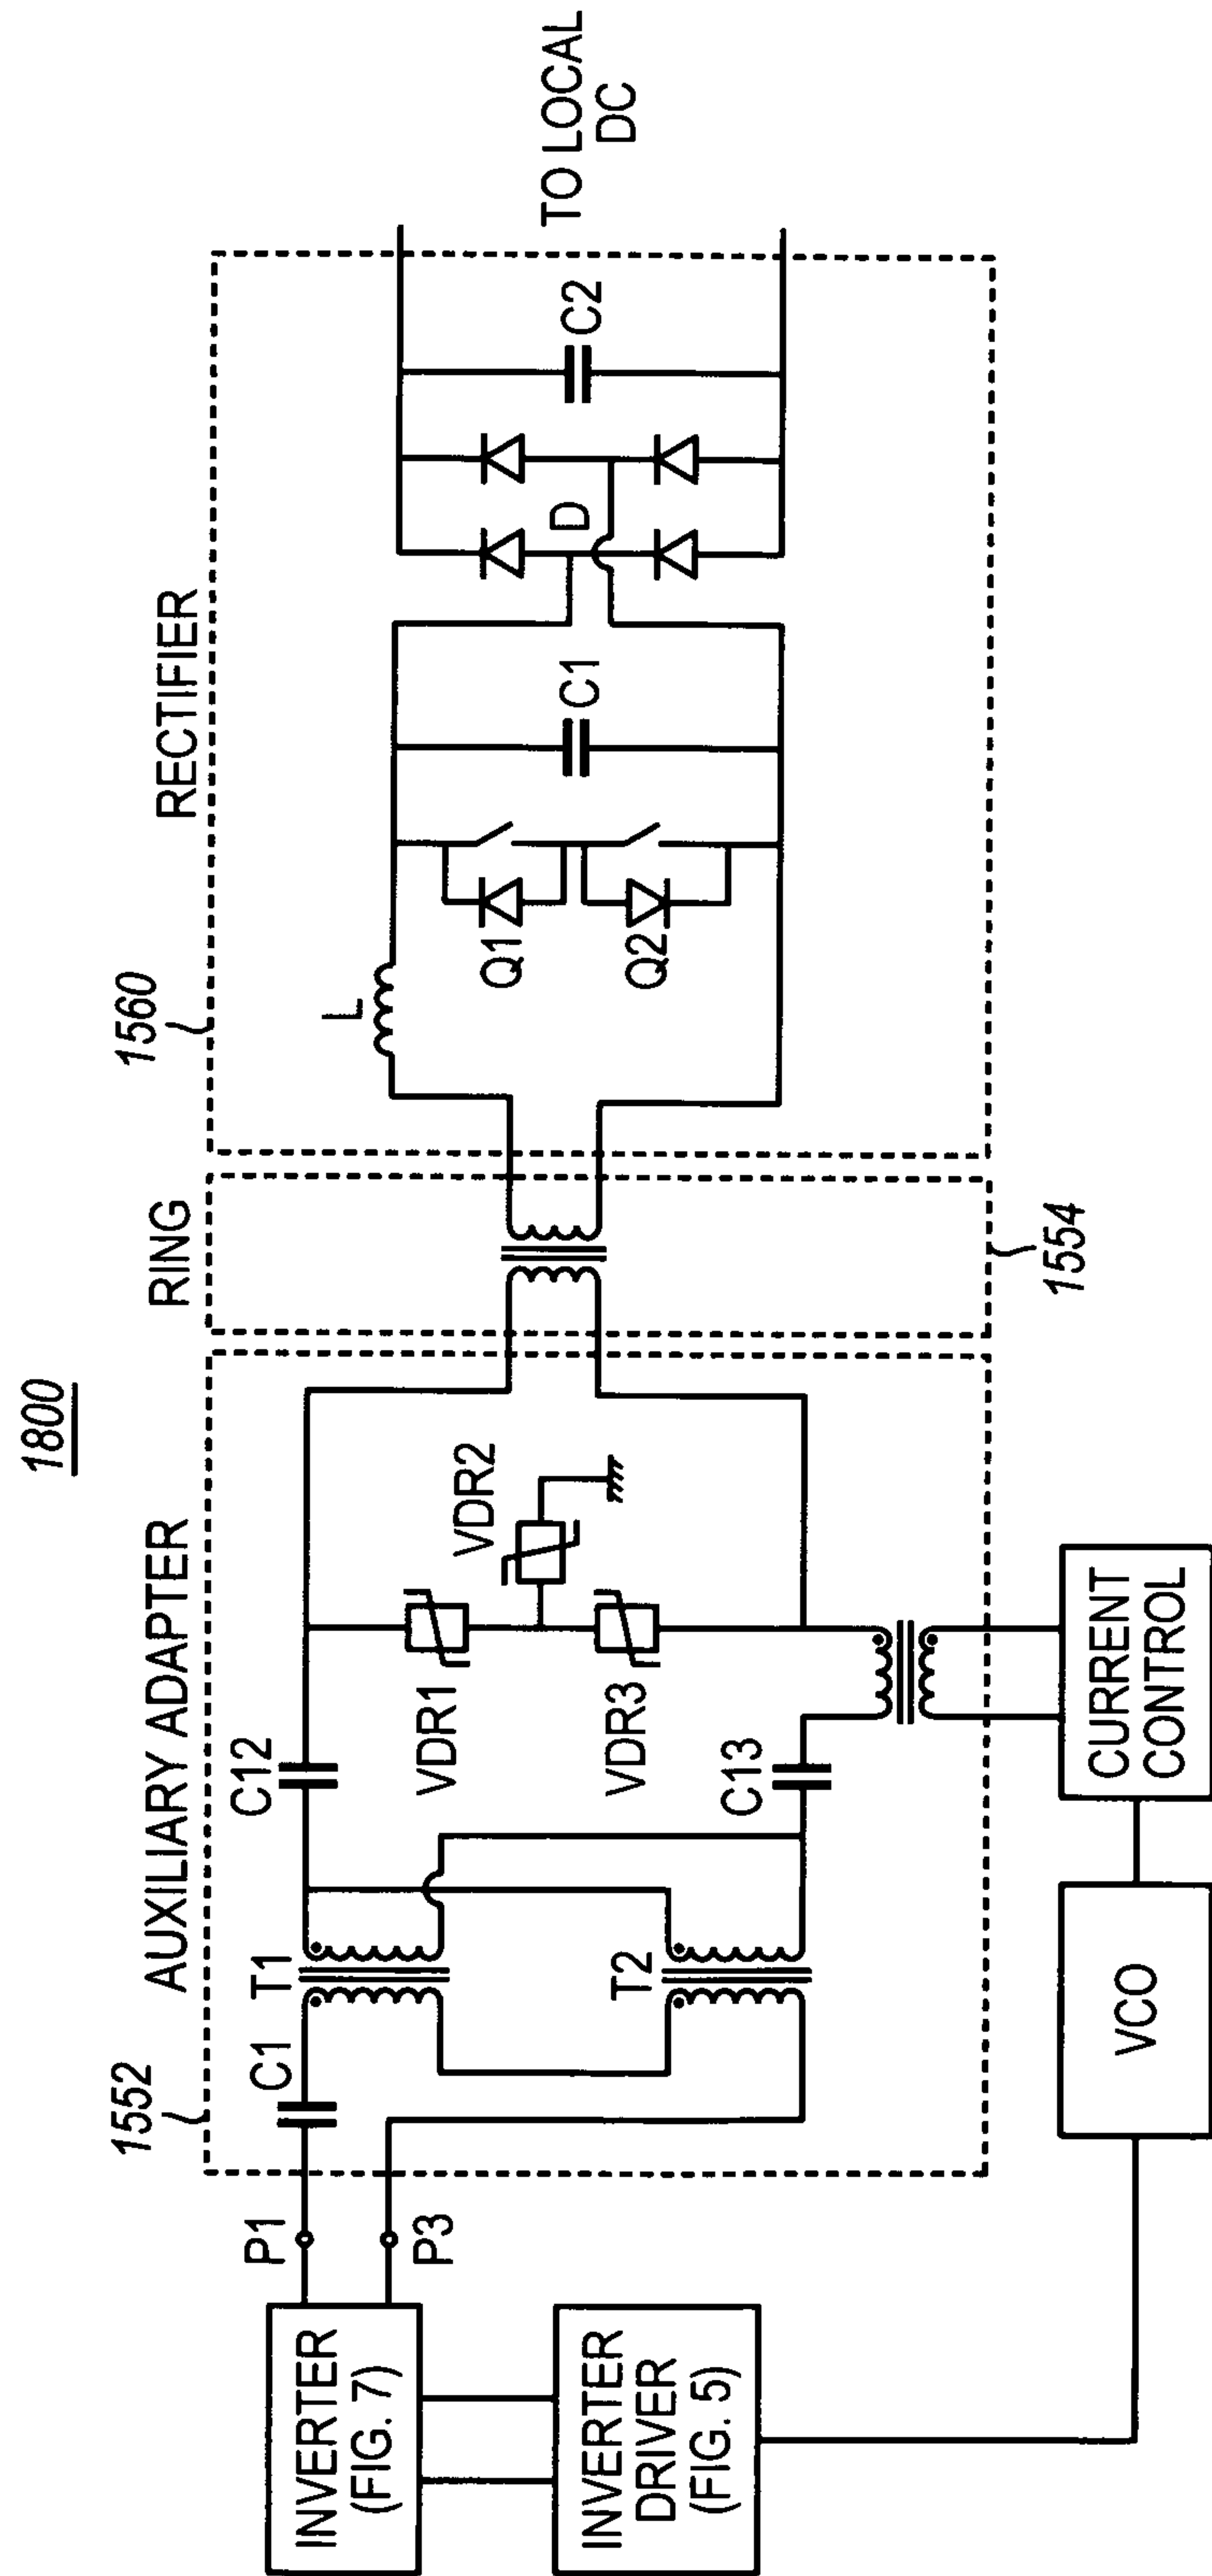 1800
1552
AUXILIARY ADAPTER
RING
1554
1560
RECTIFIER
INVERTER
(FIG. 7)
P1
P3
C1
T1
T2
C12
C13
VDR1
VDR2
VDR3
L
Q1
Q2
C1
D
C2
TO LOCAL
DC
INVERTER
DRIVER
(FIG. 5)
VCO
CURRENT
CONTROL